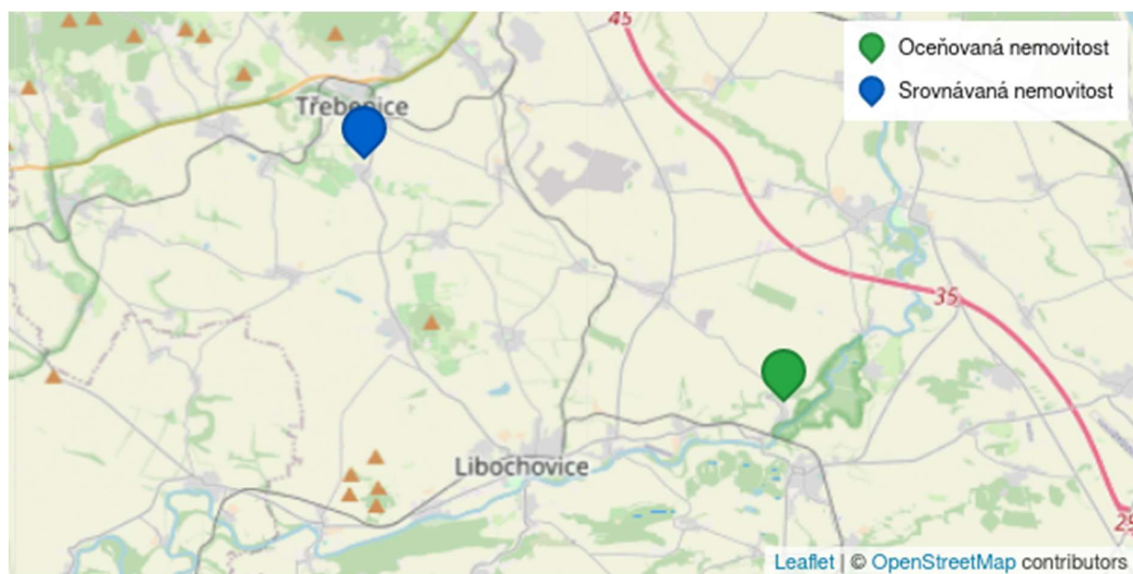 45
Oceňovaná nemovitost
Srovnávaná nemovitost
Třebenice
35
Libochovice
Leaflet | © OpenStreetMap contributors